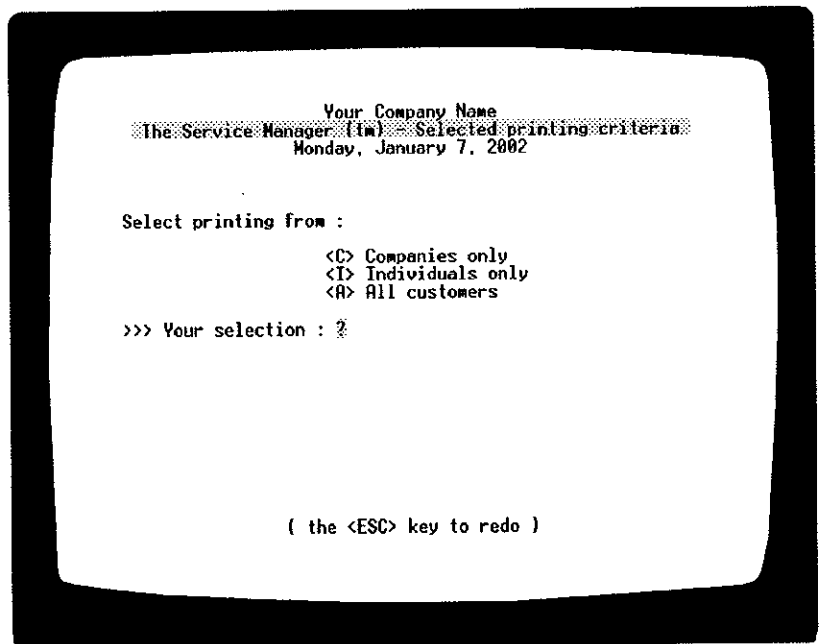 Your Company Name
The Service Manager (tm) - Selected printing criteria
Monday, January 7, 2002
Select printing from :
<C> Companies only
<I> Individuals only
<A> All customers
>>> Your selection : ?
( the <ESC> key to redo )